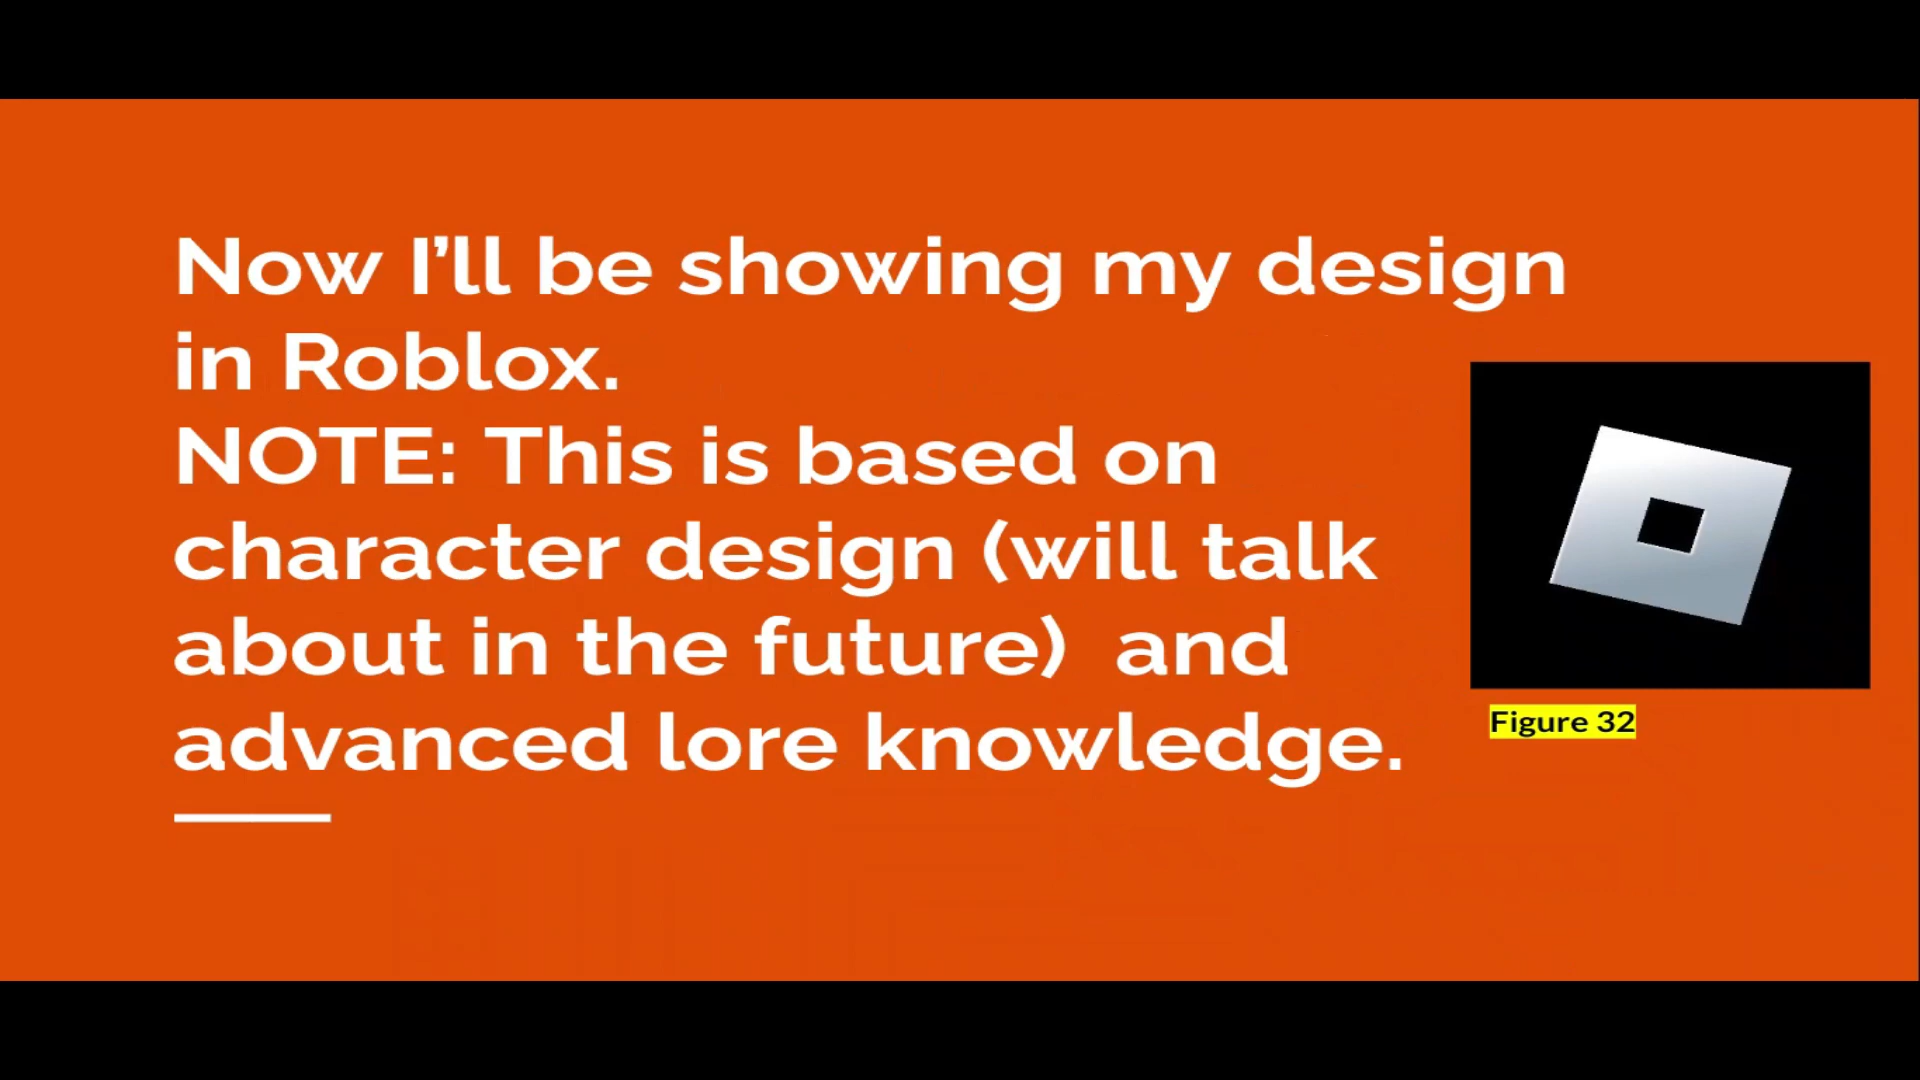 Now I’ll be showing my design
in Roblox.
NOTE: This is based on
character design (will talk
about in the future)  and
advanced lore knowledge.
Figure 32